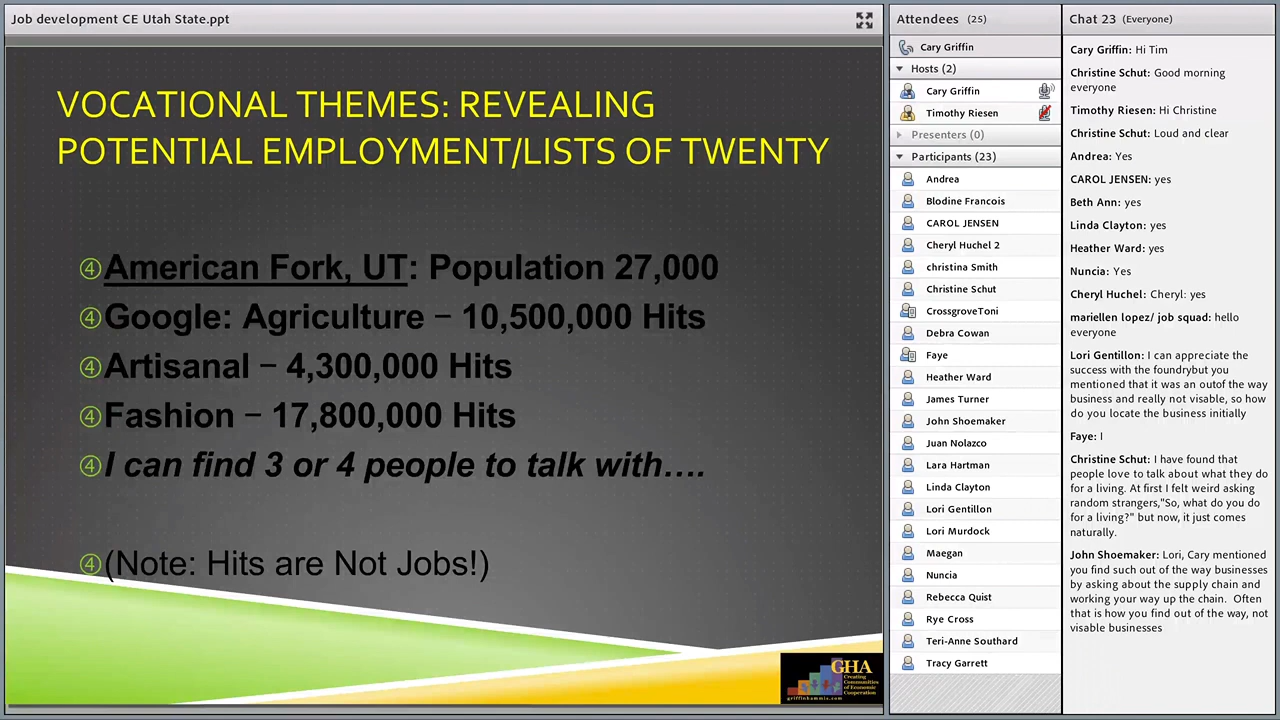 Job development CE Utah State.ppt
VOCATIONAL THEMES: REVEALING
POTENTIAL EMPLOYMENT/LISTS OF TWENTY
④American Fork, UT: Population 27,000
④Google: Agriculture – 10,500,000 Hits
④Artisanal – 4,300,000 Hits
④Fashion – 17,800,000 Hits
④I can find 3 or 4 people to talk with….
④(Note: Hits are Not Jobs!)
GHA
Creating
Communities
of Economic
Cooperation
griffinhammis.com
Attendees (25)
Cary Griffin
Hosts (2)
Cary Griffin
Timothy Riesen
Presenters (0)
Participants (23)
Andrea
Blodine Francois
CAROL JENSEN
Cheryl Huchel 2
christina Smith
Christine Schut
CrossgroveToni
Debra Cowan
Faye
Heather Ward
James Turner
John Shoemaker
Juan Nolazco
Lara Hartman
Linda Clayton
Lori Gentillon
Lori Murdock
Maegan
Nuncia
Rebecca Quist
Rye Cross
Teri-Anne Southard
Tracy Garrett
Chat 23 (Everyone)
Cary Griffin: Hi Tim
Christine Schut: Good morning
everyone
Timothy Riesen: Hi Christine
Christine Schut: Loud and clear
Andrea: Yes
CAROL JENSEN: yes
Beth Ann: yes
Linda Clayton: yes
Heather Ward: yes
Nuncia: Yes
Cheryl Huchel: Cheryl: yes
mariellen lopez/ job squad: hello
everyone
Lori Gentillon: I can appreciate the
success with the foundrybut you
mentioned that it was an outof the way
business and really not visable, so how
do you locate the business initially
Faye: I
Christine Schut: I have found that
people love to talk about what they do
for a living. At first I felt weird asking
random strangers,"So, what do you do
for a living?" but now, it just comes
naturally.
John Shoemaker: Lori, Cary mentioned
you find such out of the way businesses
by asking about the supply chain and
working your way up the chain.  Often
that is how you find out of the way, not
visable businesses